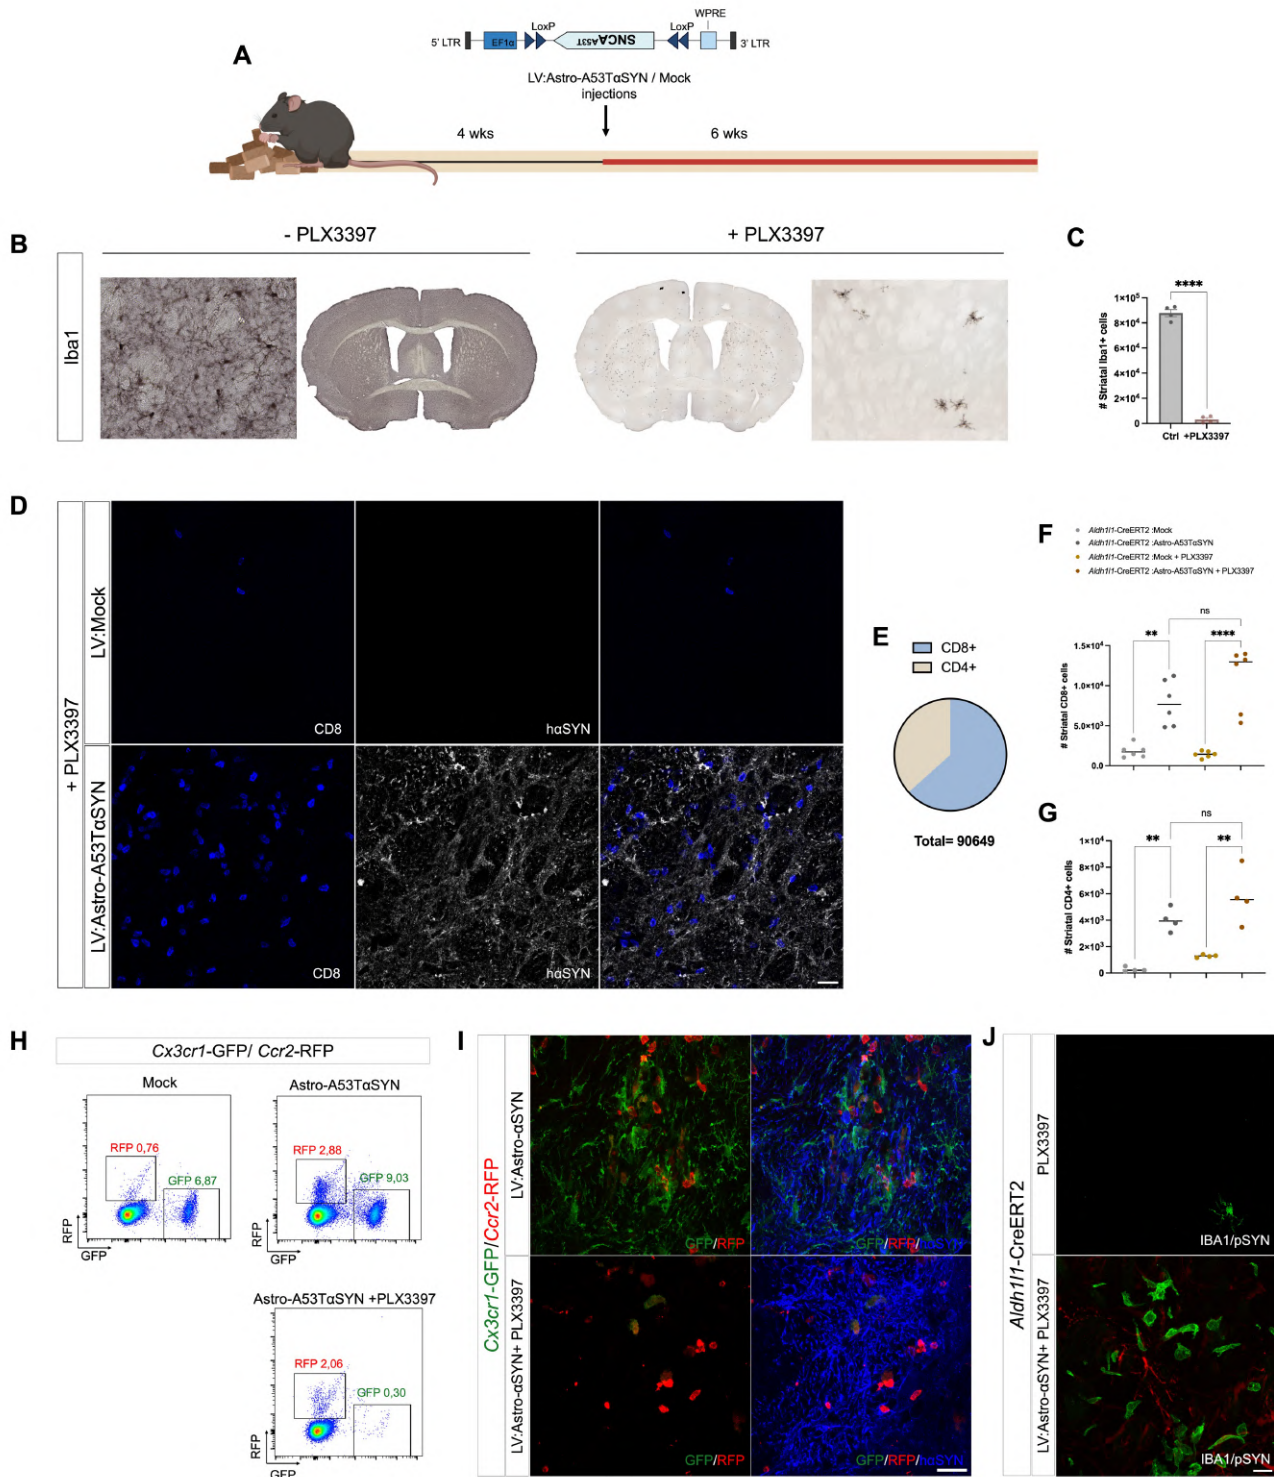 A
5' LTR
EF1α
LoxP
SNCA A53T
LoxP
WPRE
3' LTR
LV:Astro-A53TαSYN / Mock
injections
4 wks
6 wks
B
- PLX3397
+ PLX3397
Iba1
C
****
# Striatal Iba1+ cells
1×10⁵
8×10⁴
6×10⁴
4×10⁴
2×10⁴
0
Ctrl +PLX3397
D
+ PLX3397
LV:Mock
CD8
hαSYN
LV:Astro-A53TαSYN
CD8
hαSYN
E
CD8+
CD4+
Total= 90649
F
Aldh1l1-CreERT2 :Mock
Aldh1l1-CreERT2 :Astro-A53TαSYN
Aldh1l1-CreERT2 :Mock + PLX3397
Aldh1l1-CreERT2 :Astro-A53TαSYN + PLX3397
ns
** ****
# Striatal CD8+ cells
1.5×10⁴
1.0×10⁴
5.0×10³
0.0
G
ns
** **
# Striatal CD4+ cells
1×10⁴
8×10³
6×10³
4×10³
2×10³
0
H
Cx3cr1-GFP/ Ccr2-RFP
Mock
RFP 0,76
GFP 6,87
RFP
GFP
Astro-A53TαSYN
RFP 2,88
GFP 9,03
RFP
GFP
Astro-A53TαSYN +PLX3397
RFP 2,06
GFP 0,30
RFP
GFP
I
Cx3cr1-GFP/Ccr2-RFP
LV:Astro-αSYN
GFP/RFP
GFP/RFP/hαSYN
LV:Astro-αSYN+ PLX3397
GFP/RFP
GFP/RFP/hαSYN
J
Aldh1l1-CreERT2
PLX3397
IBA1/pSYN
LV:Astro-αSYN+ PLX3397
IBA1/pSYN